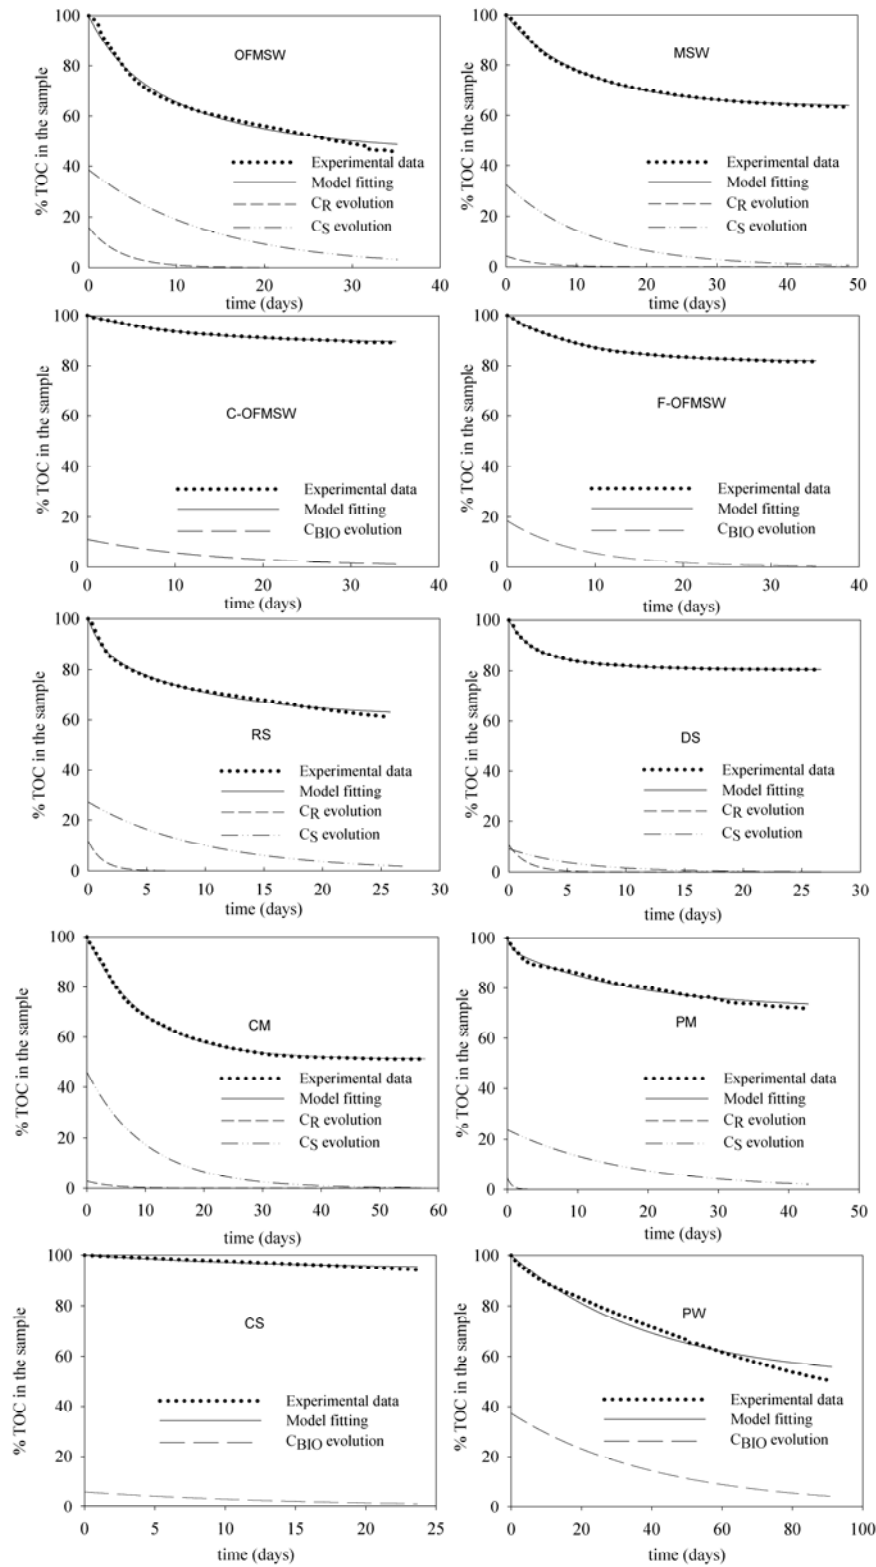 OFMSW
% TOC in the sample
100
80
60
40
20
0
Experimental data
Model fitting
CR evolution
CS evolution
0 10 20 30 40
time (days)
MSW
% TOC in the sample
100
80
60
40
20
0
Experimental data
Model fitting
CR evolution
CS evolution
0 10 20 30 40 50
time (days)
C-OFMSW
% TOC in the sample
100
80
60
40
20
0
Experimental data
Model fitting
CBIO evolution
0 10 20 30 40
time (days)
F-OFMSW
% TOC in the sample
100
80
60
40
20
0
Experimental data
Model fitting
CBIO evolution
0 10 20 30 40
time (days)
RS
% TOC in the sample
100
80
60
40
20
0
Experimental data
Model fitting
CR evolution
CS evolution
0 5 10 15 20 25 30
time (days)
DS
% TOC in the sample
100
80
60
40
20
0
Experimental data
Model fitting
CR evolution
CS evolution
0 5 10 15 20 25 30
time (days)
CM
% TOC in the sample
100
80
60
40
20
0
Experimental data
Model fitting
CR evolution
CS evolution
0 10 20 30 40 50 60
time (days)
PM
% TOC in the sample
100
80
60
40
20
0
Experimental data
Model fitting
CR evolution
CS evolution
0 10 20 30 40 50
time (days)
CS
% TOC in the sample
100
80
60
40
20
0
Experimental data
Model fitting
CBIO evolution
0 5 10 15 20 25
time (days)
PW
% TOC in the sample
100
80
60
40
20
0
Experimental data
Model fitting
CBIO evolution
0 20 40 60 80 100
time (days)